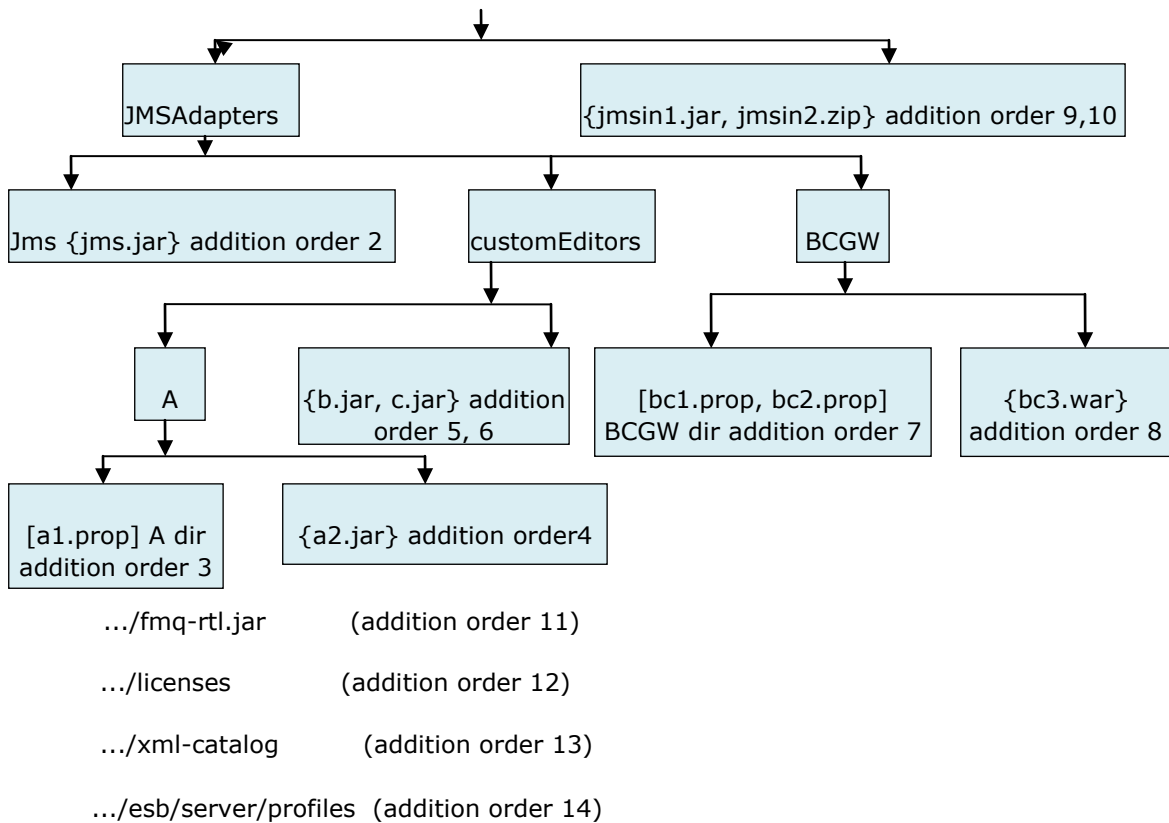 JMSAdapters
{jmsin1.jar, jmsin2.zip} addition order 9,10
Jms {jms.jar} addition order 2
customEditors
BCGW
A
{b.jar, c.jar} addition
order 5, 6
[bc1.prop, bc2.prop]
BCGW dir addition order 7
{bc3.war}
addition order 8
[a1.prop] A dir
addition order 3
{a2.jar} addition order4
.../fmq-rtl.jar (addition order 11)
.../licenses (addition order 12)
.../xml-catalog (addition order 13)
.../esb/server/profiles (addition order 14)